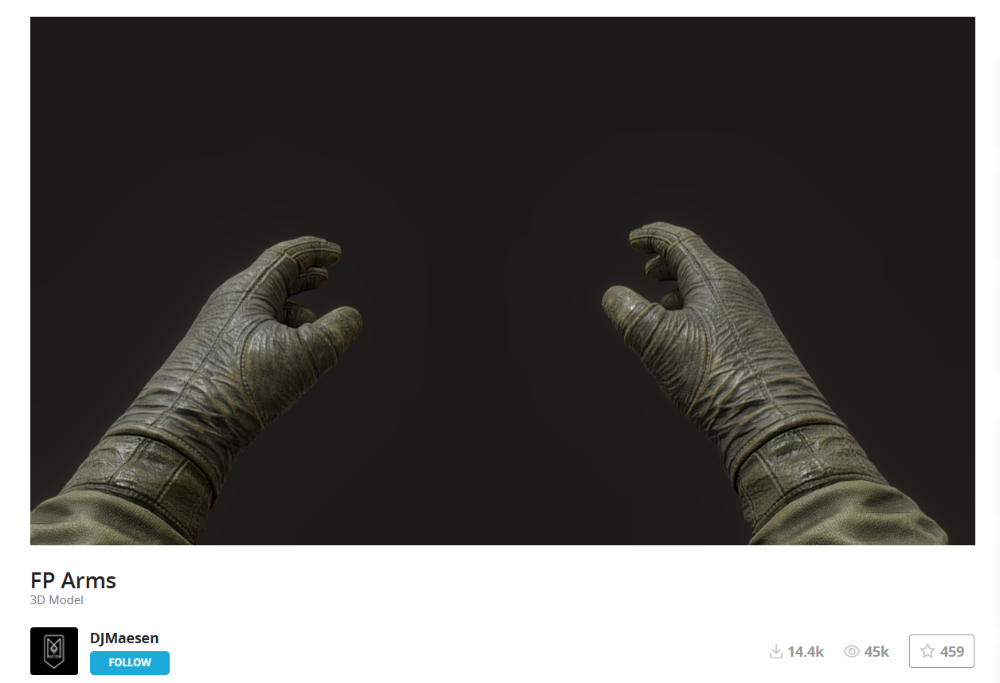 FP Arms
3D Model
DJMaesen
FOLLOW
14.4k 45k 459